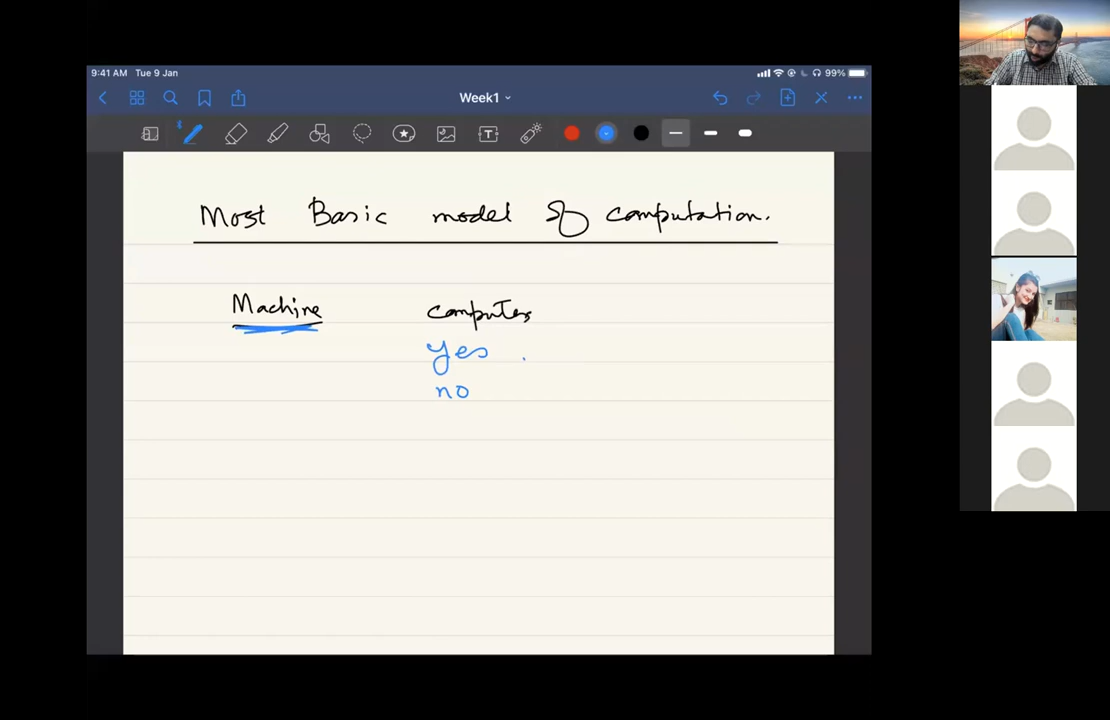 9:41 AM Tue 9 Jan
99%
Week1
Most Basic model of computation.
Machine computes
yes
no